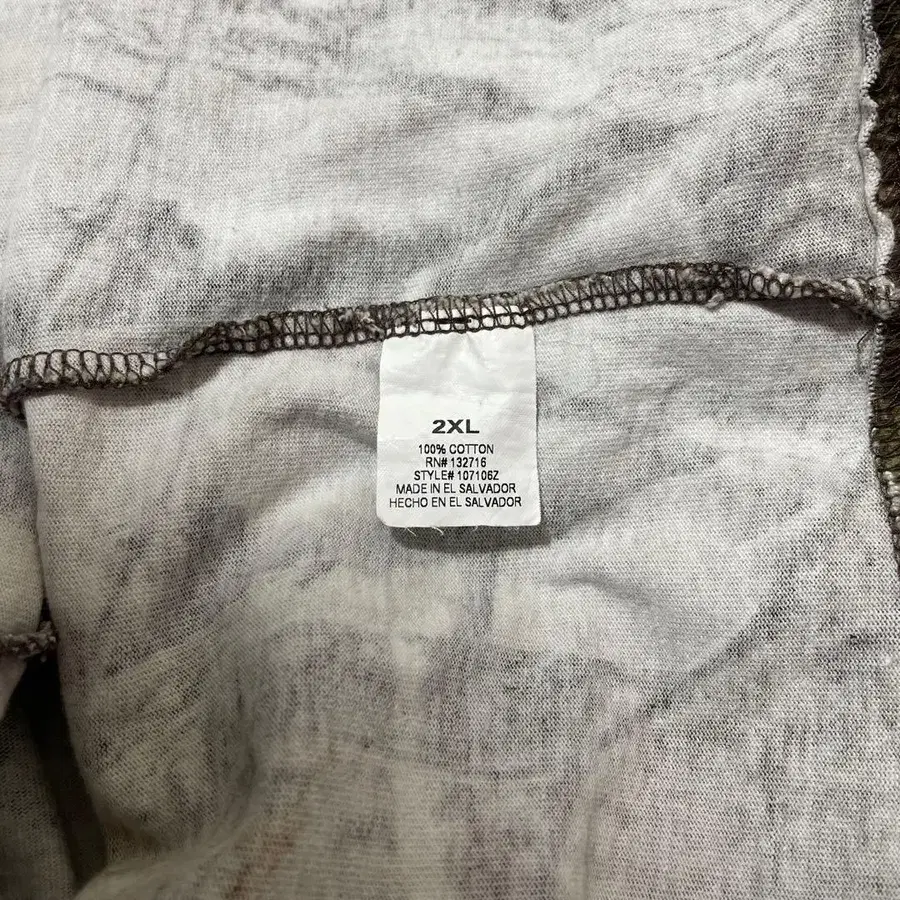 2XL
100% COTTON
RN# 132716
STYLE# 107106Z
MADE IN EL SALVADOR
HECHO EN EL SALVADOR